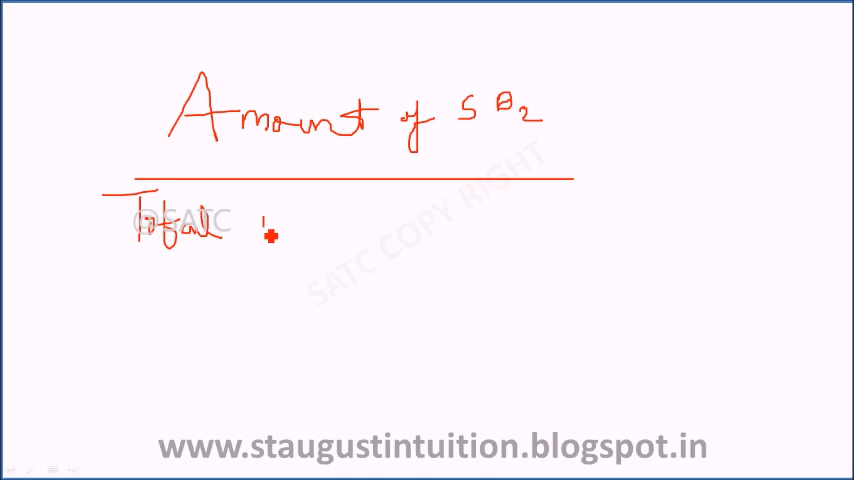 Amount of SO2
Total
@SATC
SATC COPY RIGHT
www.staugustintuition.blogspot.in